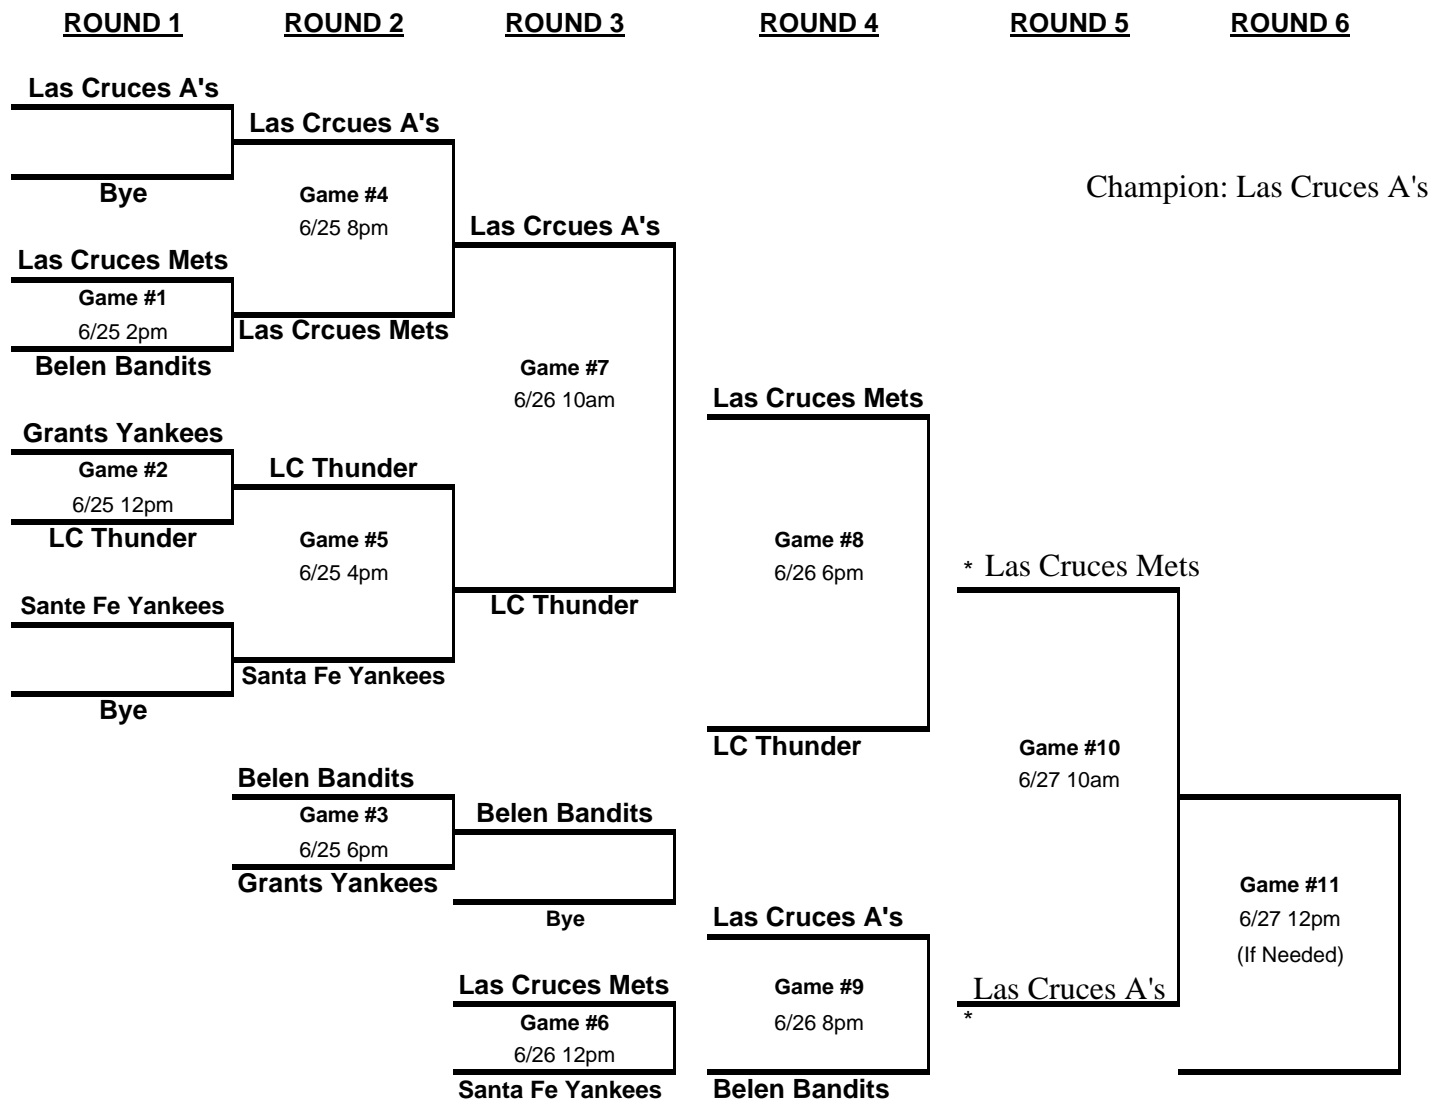 ROUND 1 ROUND 2 ROUND 3 ROUND 4 ROUND 5 ROUND 6
Las Cruces A's
Las Crcues A's
Bye
Game #4
6/25 8pm
Champion: Las Cruces A's
Las Crcues A's
Las Cruces Mets
Game #1
6/25 2pm
Las Crcues Mets
Belen Bandits
Game #7
6/26 10am
Las Cruces Mets
Grants Yankees
Game #2
6/25 12pm
LC Thunder
LC Thunder
Game #5
6/25 4pm
Game #8
6/26 6pm
* Las Cruces Mets
Sante Fe Yankees
LC Thunder
Santa Fe Yankees
Bye
LC Thunder
Game #10
6/27 10am
Belen Bandits
Game #3
6/25 6pm
Belen Bandits
Grants Yankees
Bye
Las Cruces A's
Game #11
6/27 12pm
(If Needed)
Las Cruces Mets
Game #6
6/26 12pm
Santa Fe Yankees
Game #9
6/26 8pm
Las Cruces A's
*
Belen Bandits